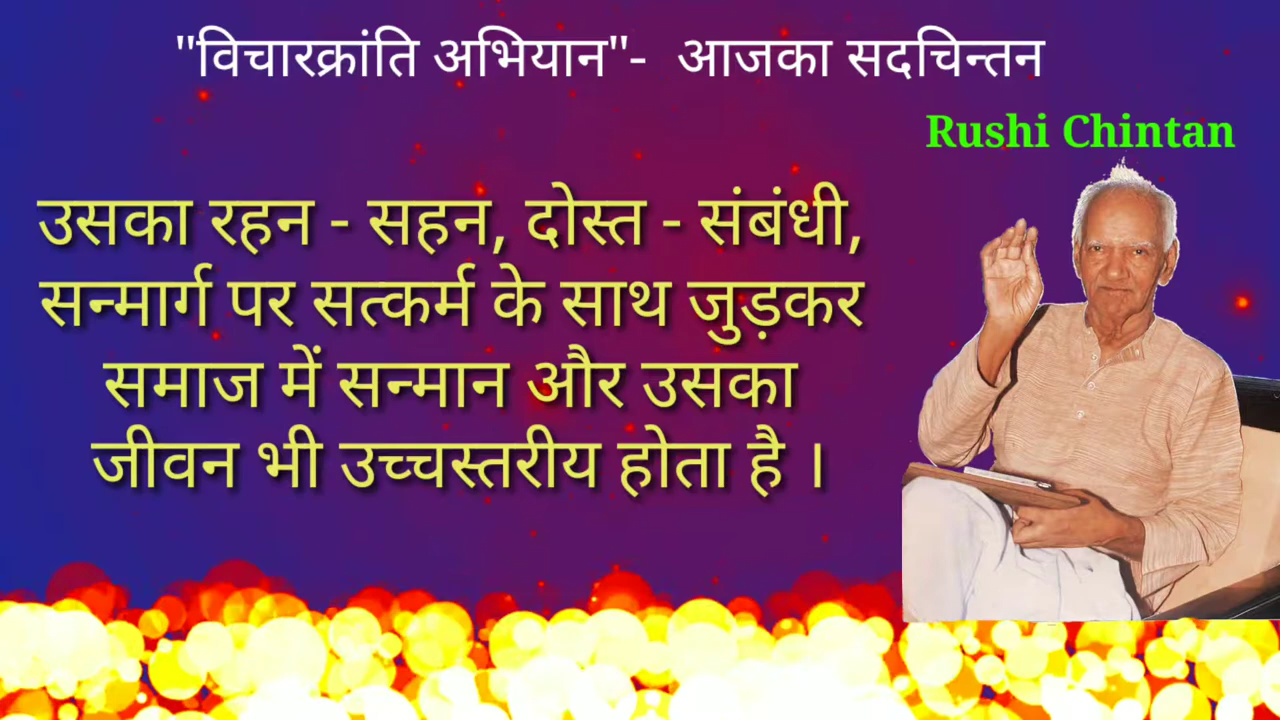 "विचारक्रांति अभियान"- आजका सदचिन्तन
Rushi Chintan
उसका रहन - सहन, दोस्त - संबंधी,
सन्मार्ग पर सत्कर्म के साथ जुड़कर
समाज में सन्मान और उसका
जीवन भी उच्चस्तरीय होता है ।